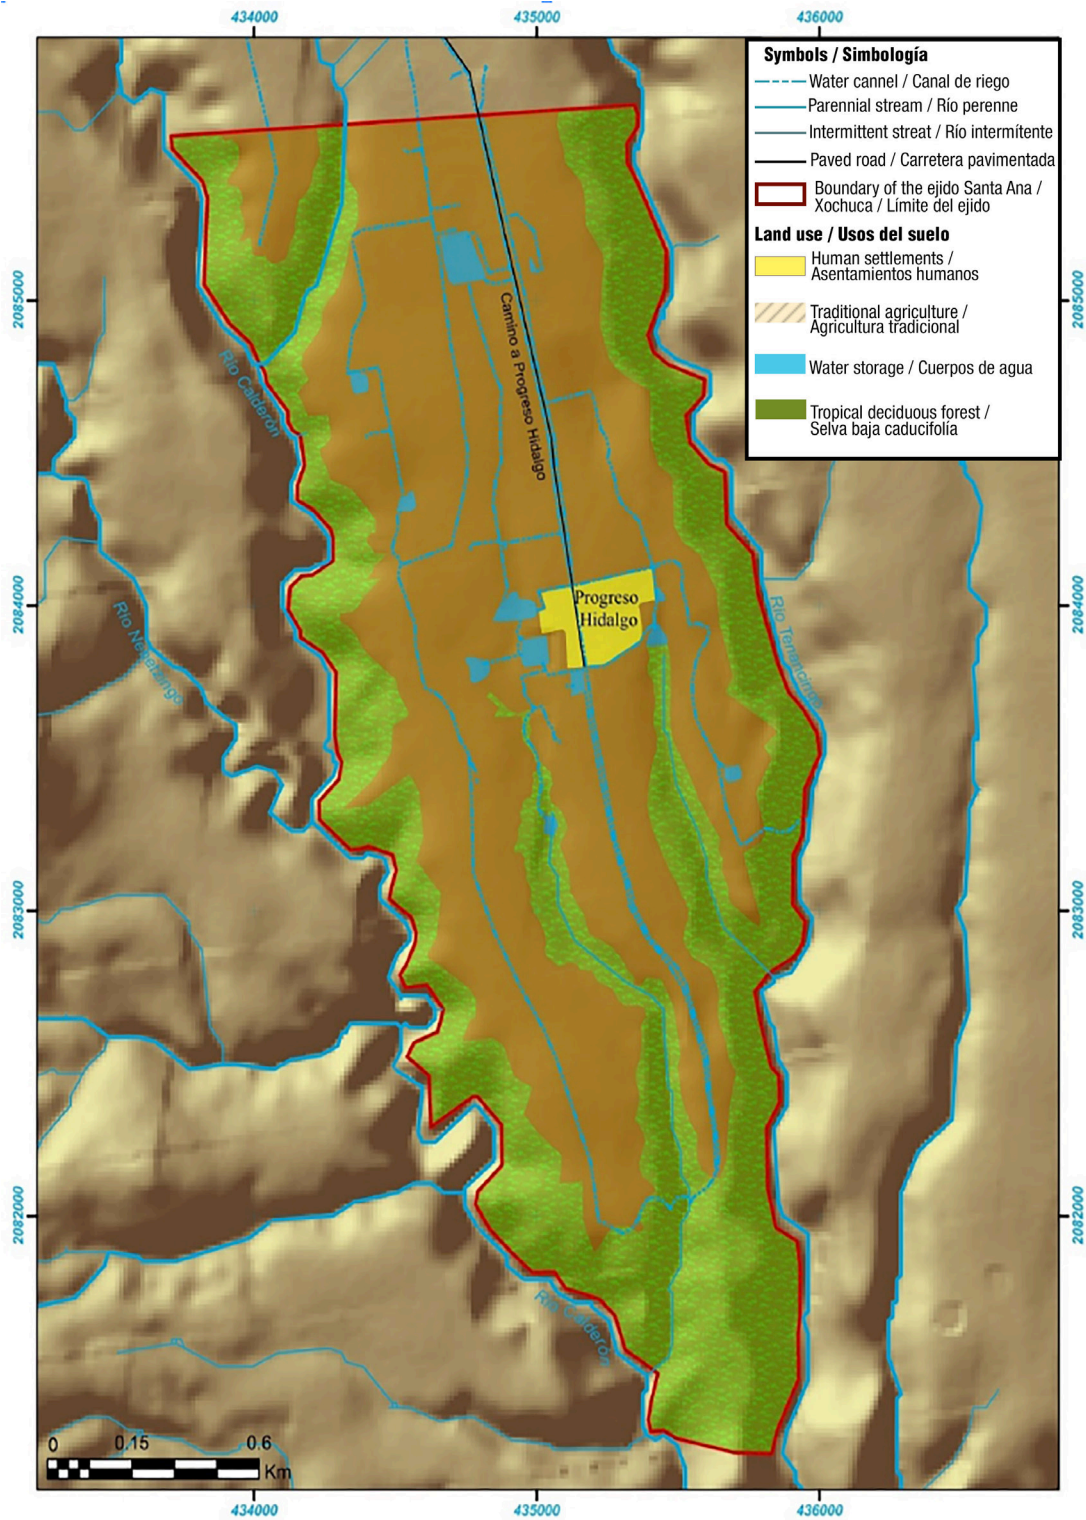 434000
435000
436000
Symbols / Simbología
Water cannel / Canal de riego
Parennial stream / Río perenne
Intermittent streat / Río intermítente
Paved road / Carretera pavimentada
Boundary of the ejido Santa Ana /
Xochuca / Límite del ejido
Land use / Usos del suelo
Human settlements /
Asentamientos humanos
Traditional agriculture /
Agricultura tradicional
Water storage / Cuerpos de agua
Tropical deciduous forest /
Selva baja caducifolía
2085000
2085000
Camino a Progreso Hidalgo
Río Calderón
2084000
2084000
Progreso
Hidalgo
Río Tenancingo
Río
2083000
2083000
2082000
2082000
Río Calderón
0
0.15
0.6
Km
434000
435000
436000